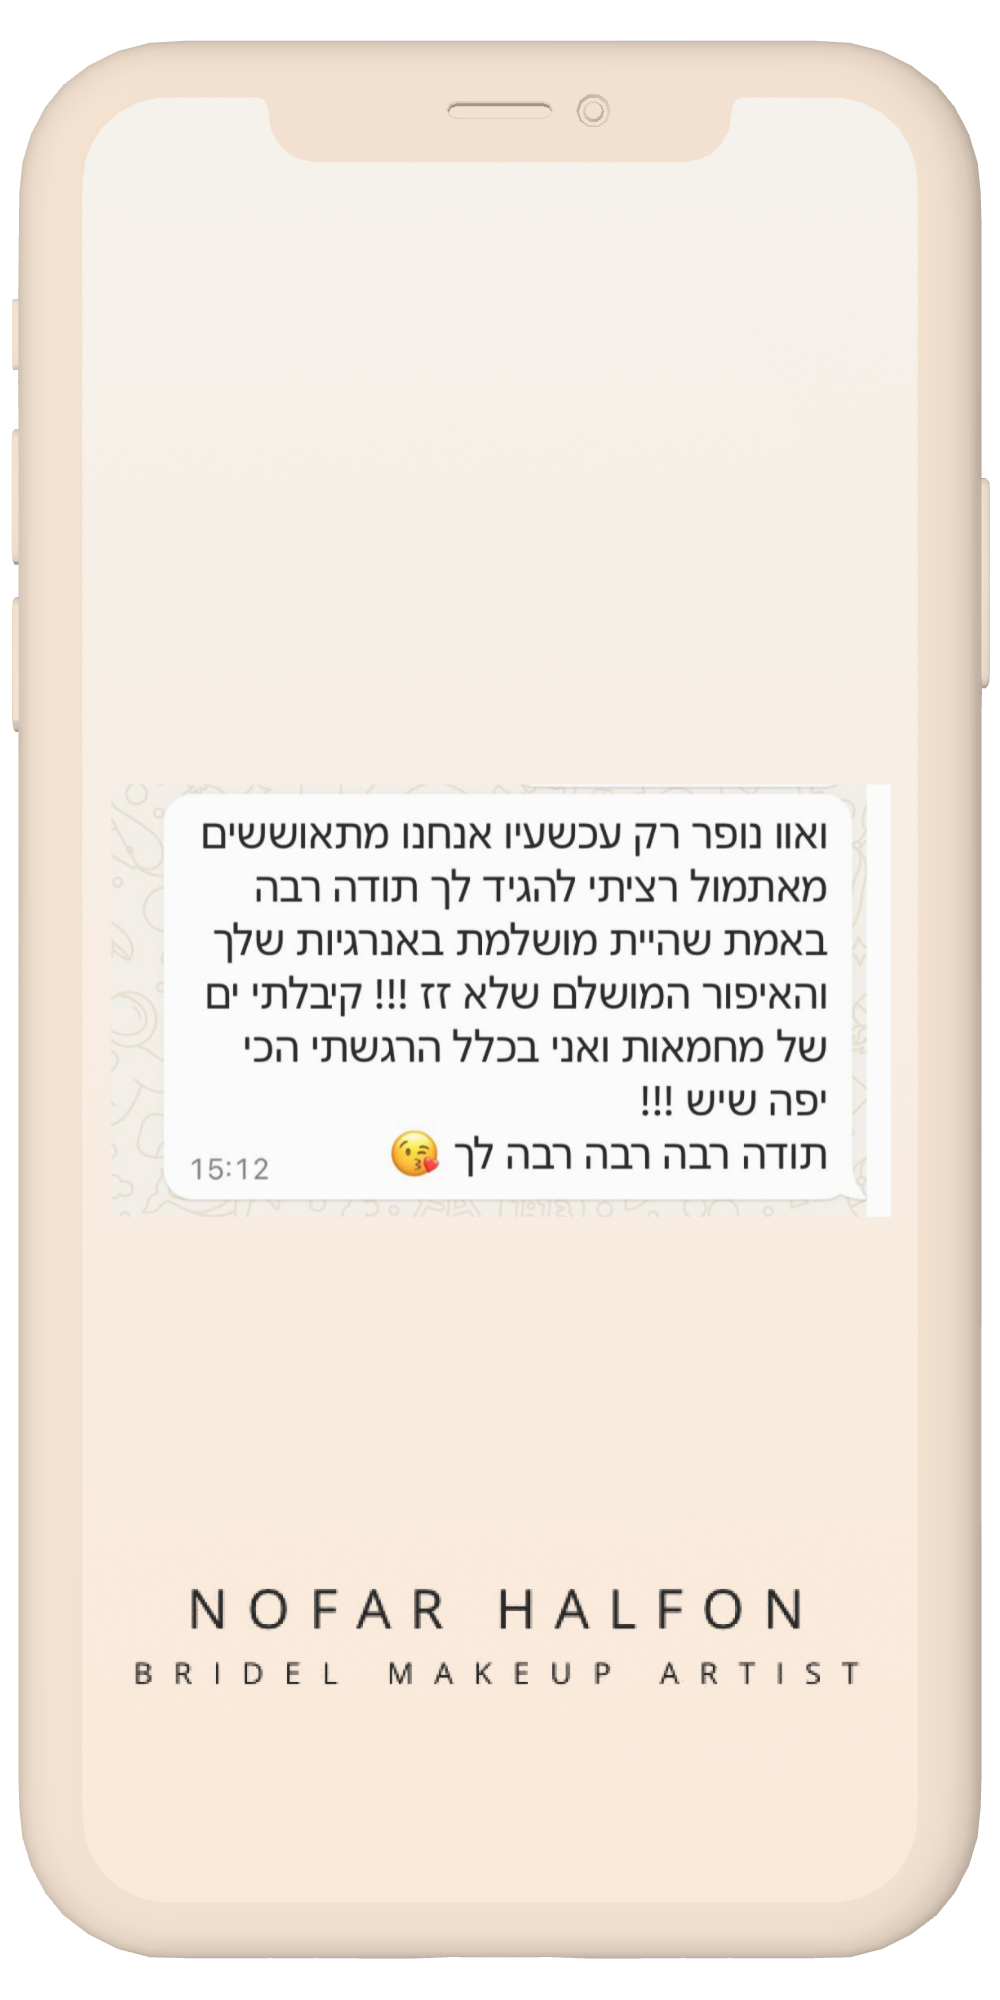 ואוו נופר רק עכשעיו אנחנו מתאוששים
מאתמול רציתי להגיד לך תודה רבה
באמת שהיית מושלמת באנרגיות שלך
והאיפור המושלם שלא זז !!! קיבלתי ים
של מחמאות ואני בכלל הרגשתי הכי
יפה שיש !!!
תודה רבה רבה רבה לך 😘
15:12
NOFAR HALFON
BRIDEL MAKEUP ARTIST